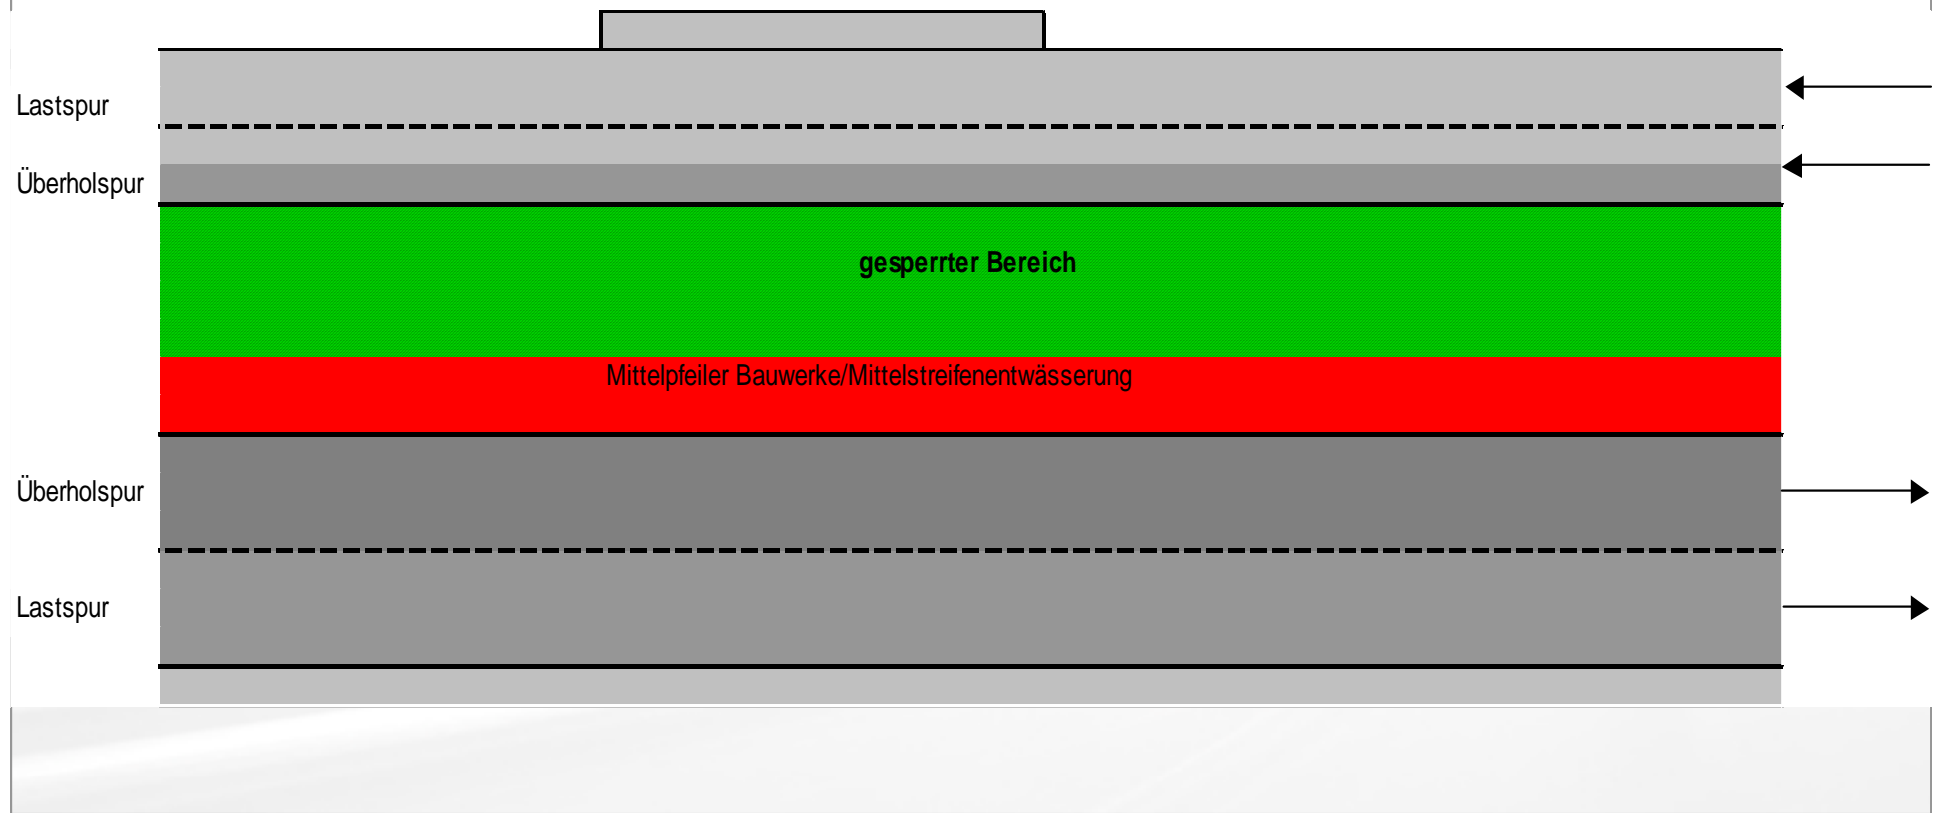 Lastspur
Überholspur
gesperrter Bereich
Mittelpfeiler Bauwerke/Mittelstreifenentwässerung
Überholspur
Lastspur